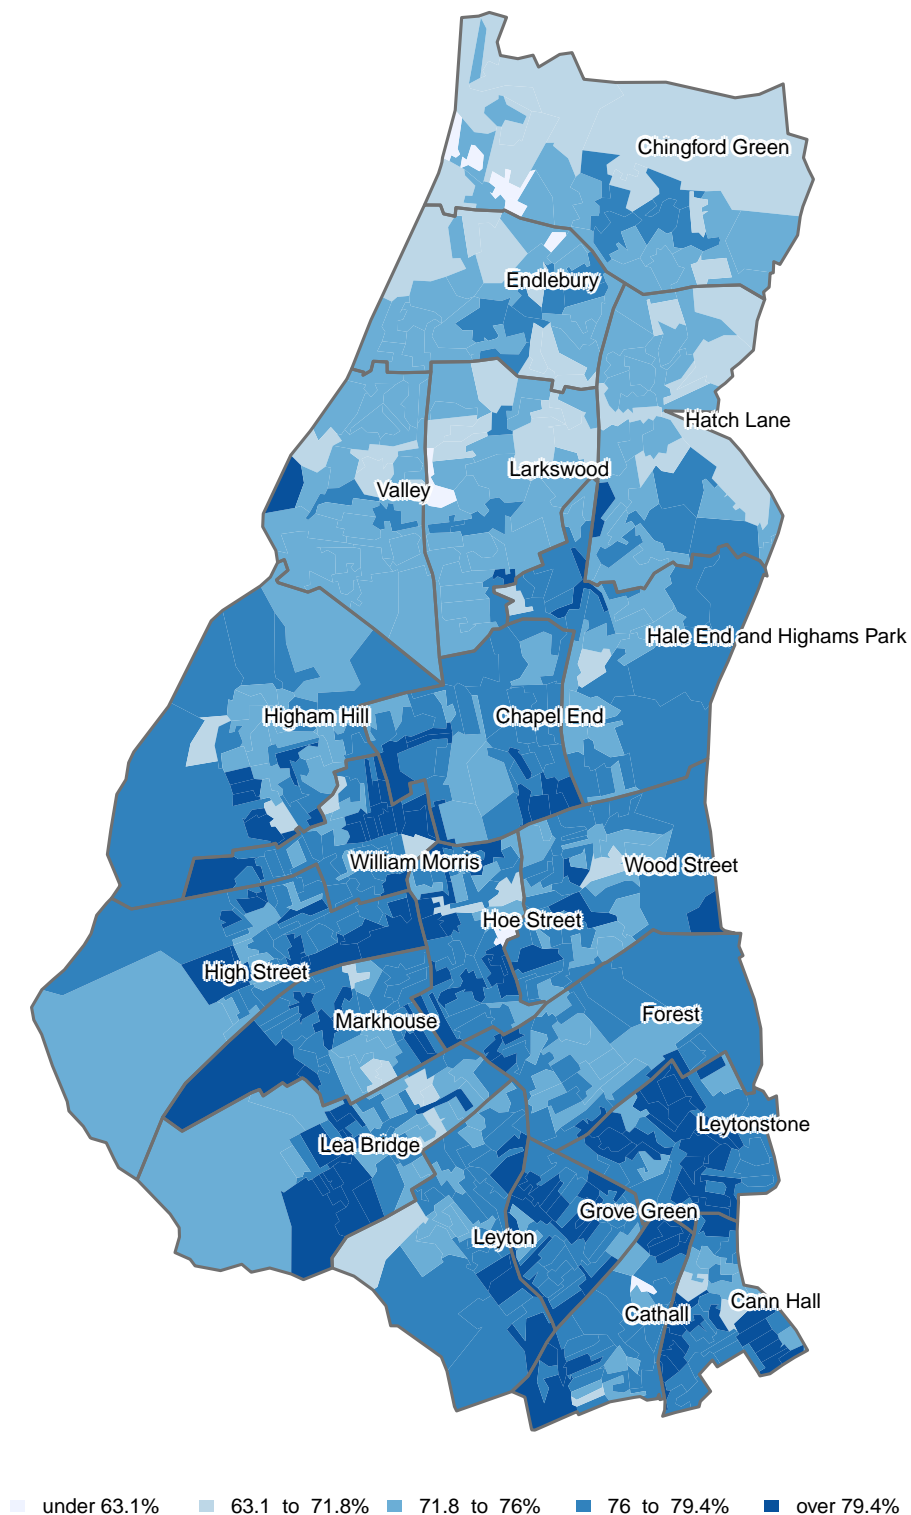 Chingford Green
Endlebury
Hatch Lane
Larkswood
Valley
Hale End and Highams Park
Higham Hill
Chapel End
William Morris
Wood Street
Hoe Street
High Street
Forest
Markhouse
Leytonstone
Lea Bridge
Grove Green
Leyton
Cann Hall
Cathall
under 63.1%
63.1 to 71.8%
71.8 to 76%
76 to 79.4%
over 79.4%